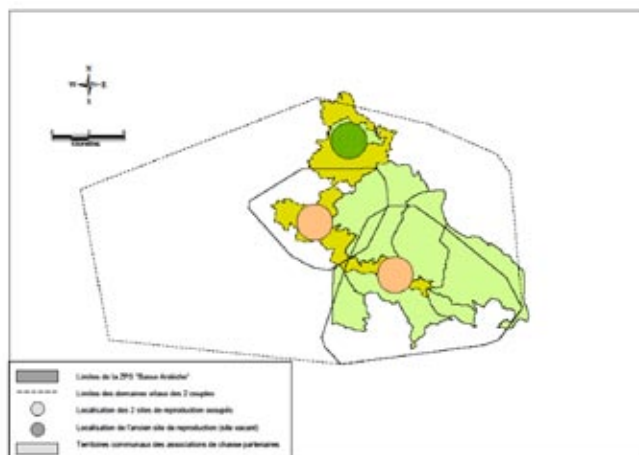 N
W E
S
Limites de la ZPS "Basse Ardèche"
Limites des domaines vitaux des 2 couples
Localisation des 2 sites de reproduction occupés
Localisation de l'ancien site de reproduction (site vacant)
Territoires communaux des associations de chasse partenaires